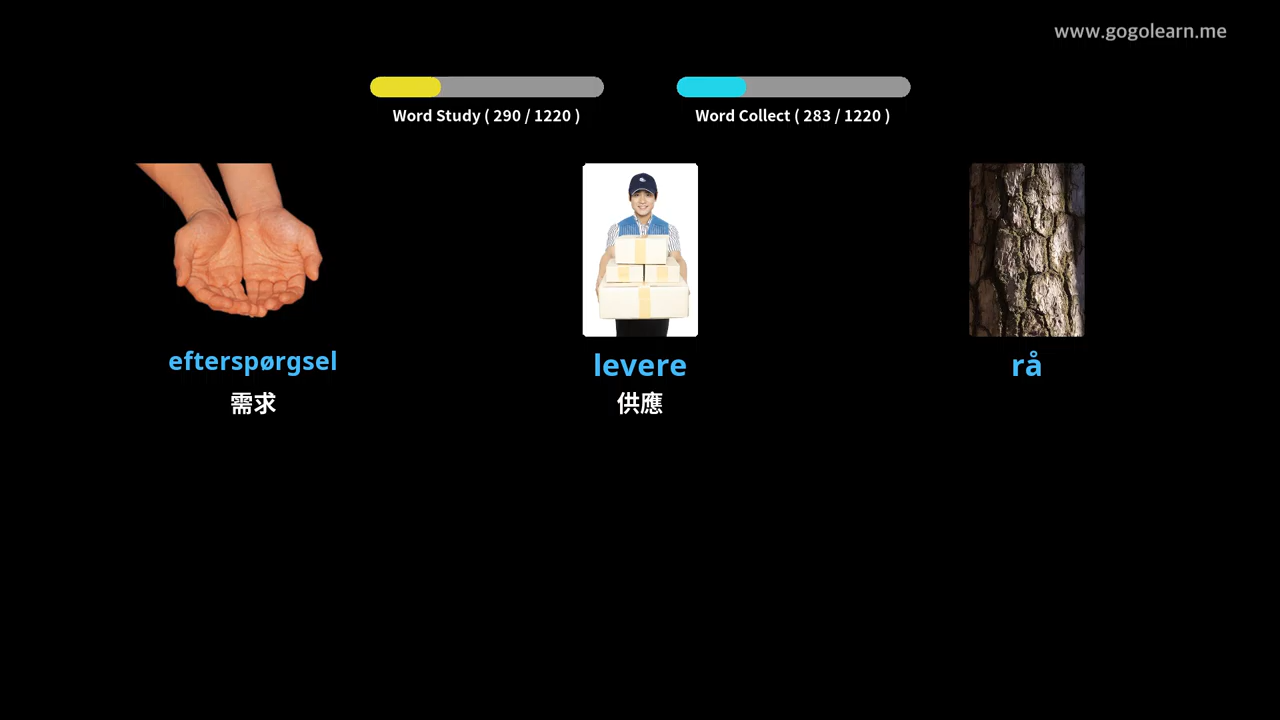 www.gogolearn.me
Word Study ( 290 / 1220 )
Word Collect ( 283 / 1220 )
efterspørgsel
需求
levere
供應
rå